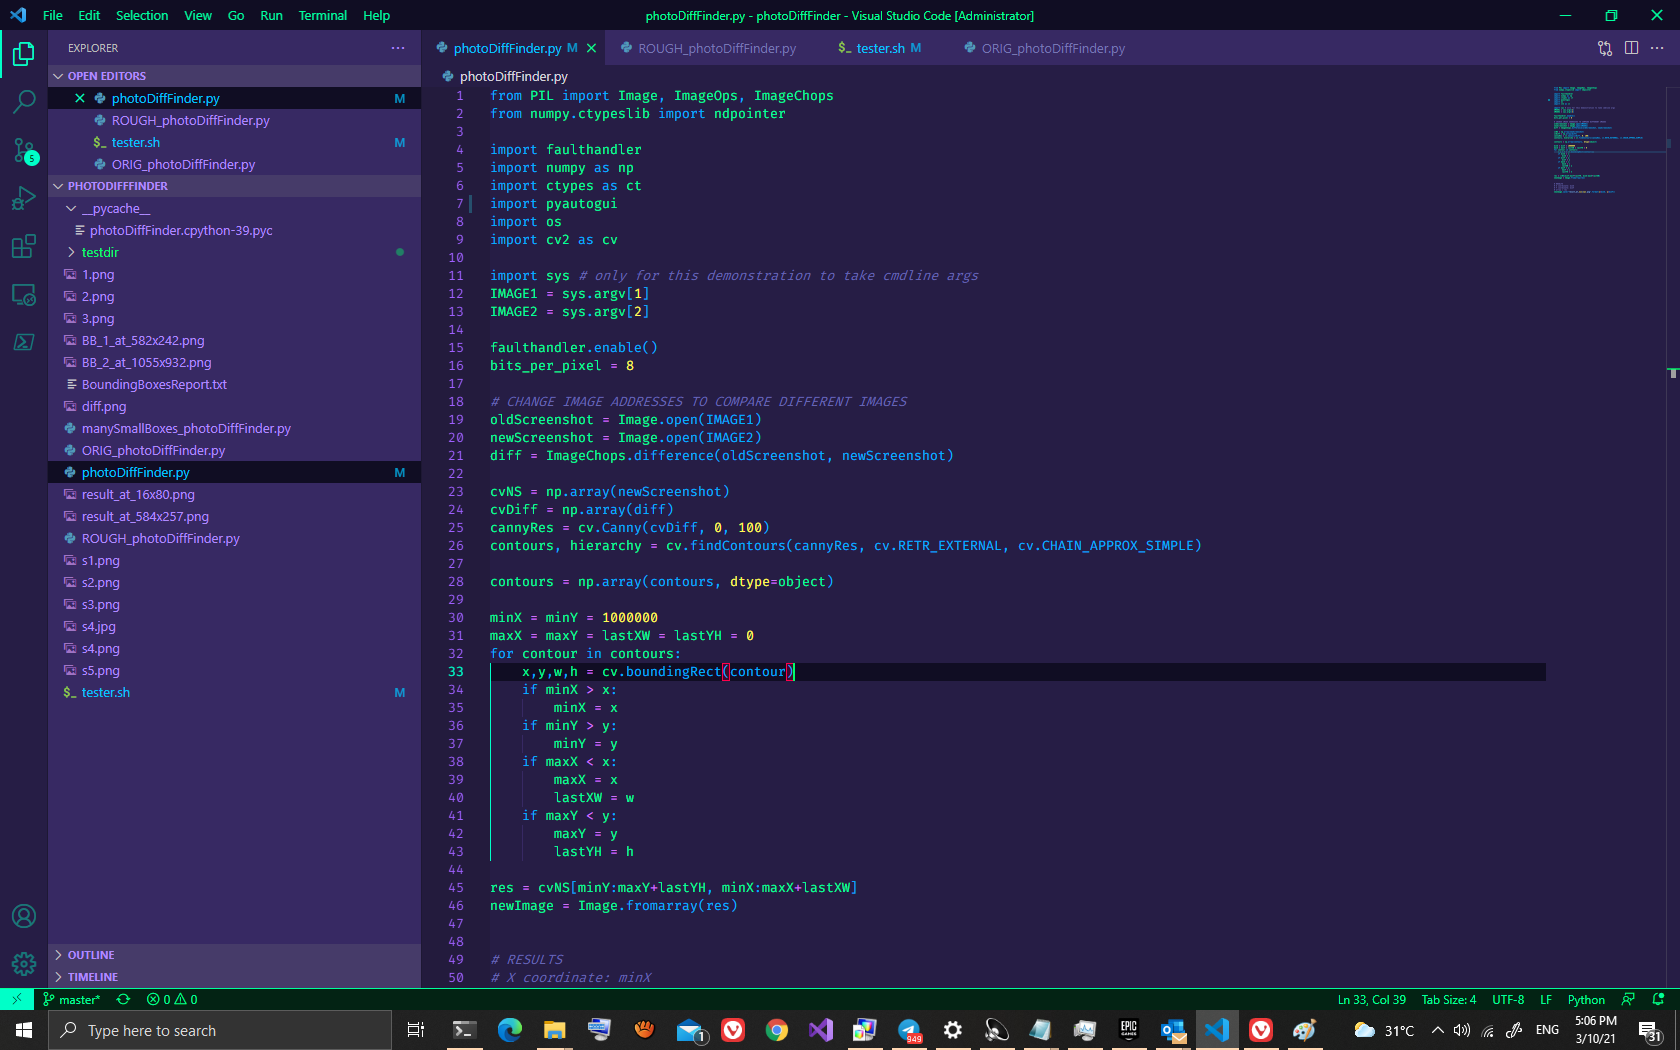 File Edit Selection View Go Run Terminal Help
photoDiffFinder.py - photoDiffFinder - Visual Studio Code [Administrator]
EXPLORER
OPEN EDITORS
photoDiffFinder.py M
ROUGH_photoDiffFinder.py
tester.sh M
ORIG_photoDiffFinder.py
5
PHOTODIFFFINDER
__pycache__
photoDiffFinder.cpython-39.pyc
testdir
1.png
2.png
3.png
BB_1_at_582x242.png
BB_2_at_1055x932.png
BoundingBoxesReport.txt
diff.png
manySmallBoxes_photoDiffFinder.py
ORIG_photoDiffFinder.py
photoDiffFinder.py M
result_at_16x80.png
result_at_584x257.png
ROUGH_photoDiffFinder.py
s1.png
s2.png
s3.png
s4.jpg
s4.png
s5.png
tester.sh M
OUTLINE
TIMELINE
photoDiffFinder.py M ROUGH_photoDiffFinder.py tester.sh M ORIG_photoDiffFinder.py
photoDiffFinder.py
1 from PIL import Image, ImageOps, ImageChops
2 from numpy.ctypeslib import ndpointer
3
4 import faulthandler
5 import numpy as np
6 import ctypes as ct
7 import pyautogui
8 import os
9 import cv2 as cv
10
11 import sys # only for this demonstration to take cmdline args
12 IMAGE1 = sys.argv[1]
13 IMAGE2 = sys.argv[2]
14
15 faulthandler.enable()
16 bits_per_pixel = 8
17
18 # CHANGE IMAGE ADDRESSES TO COMPARE DIFFERENT IMAGES
19 oldScreenshot = Image.open(IMAGE1)
20 newScreenshot = Image.open(IMAGE2)
21 diff = ImageChops.difference(oldScreenshot, newScreenshot)
22
23 cvNS = np.array(newScreenshot)
24 cvDiff = np.array(diff)
25 cannyRes = cv.Canny(cvDiff, 0, 100)
26 contours, hierarchy = cv.findContours(cannyRes, cv.RETR_EXTERNAL, cv.CHAIN_APPROX_SIMPLE)
27
28 contours = np.array(contours, dtype=object)
29
30 minX = minY = 1000000
31 maxX = maxY = lastXW = lastYH = 0
32 for contour in contours:
33 x,y,w,h = cv.boundingRect(contour)
34 if minX > x:
35 minX = x
36 if minY > y:
37 minY = y
38 if maxX < x:
39 maxX = x
40 lastXW = w
41 if maxY < y:
42 maxY = y
43 lastYH = h
44
45 res = cvNS[minY:maxY+lastYH, minX:maxX+lastXW]
46 newImage = Image.fromarray(res)
47
48
49 # RESULTS
50 # X coordinate: minX
master* 0 0 Ln 33, Col 39 Tab Size: 4 UTF-8 LF Python
Type here to search 1 949 EPIC GAMES 31°C ENG 5:06 PM 31
3/10/21